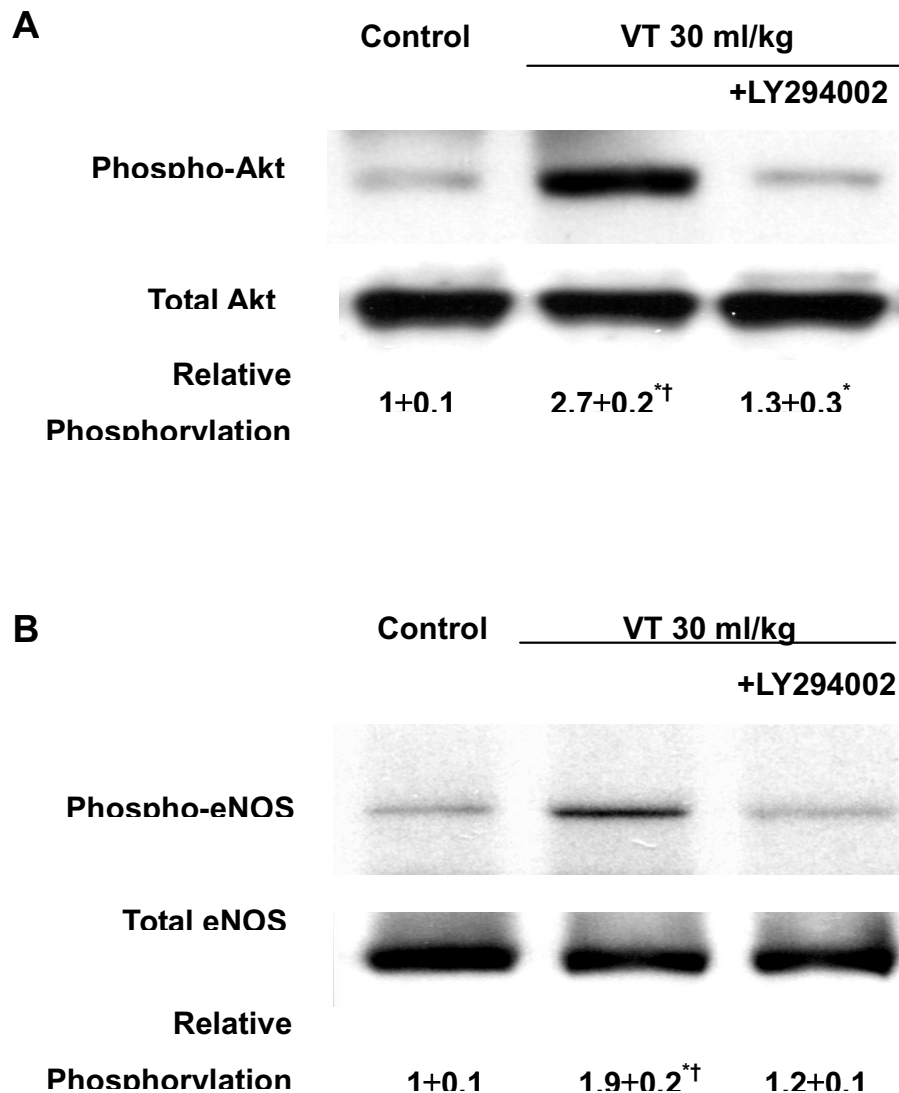 A
Control VT 30 ml/kg
+LY294002
Phospho-Akt
Total Akt
Relative
1±0.1 2.7±0.2*† 1.3±0.3*
Phosphorylation
B
Control VT 30 ml/kg
+LY294002
Phospho-eNOS
Total eNOS
Relative
Phosphorylation 1±0.1 1.9±0.2*† 1.2±0.1